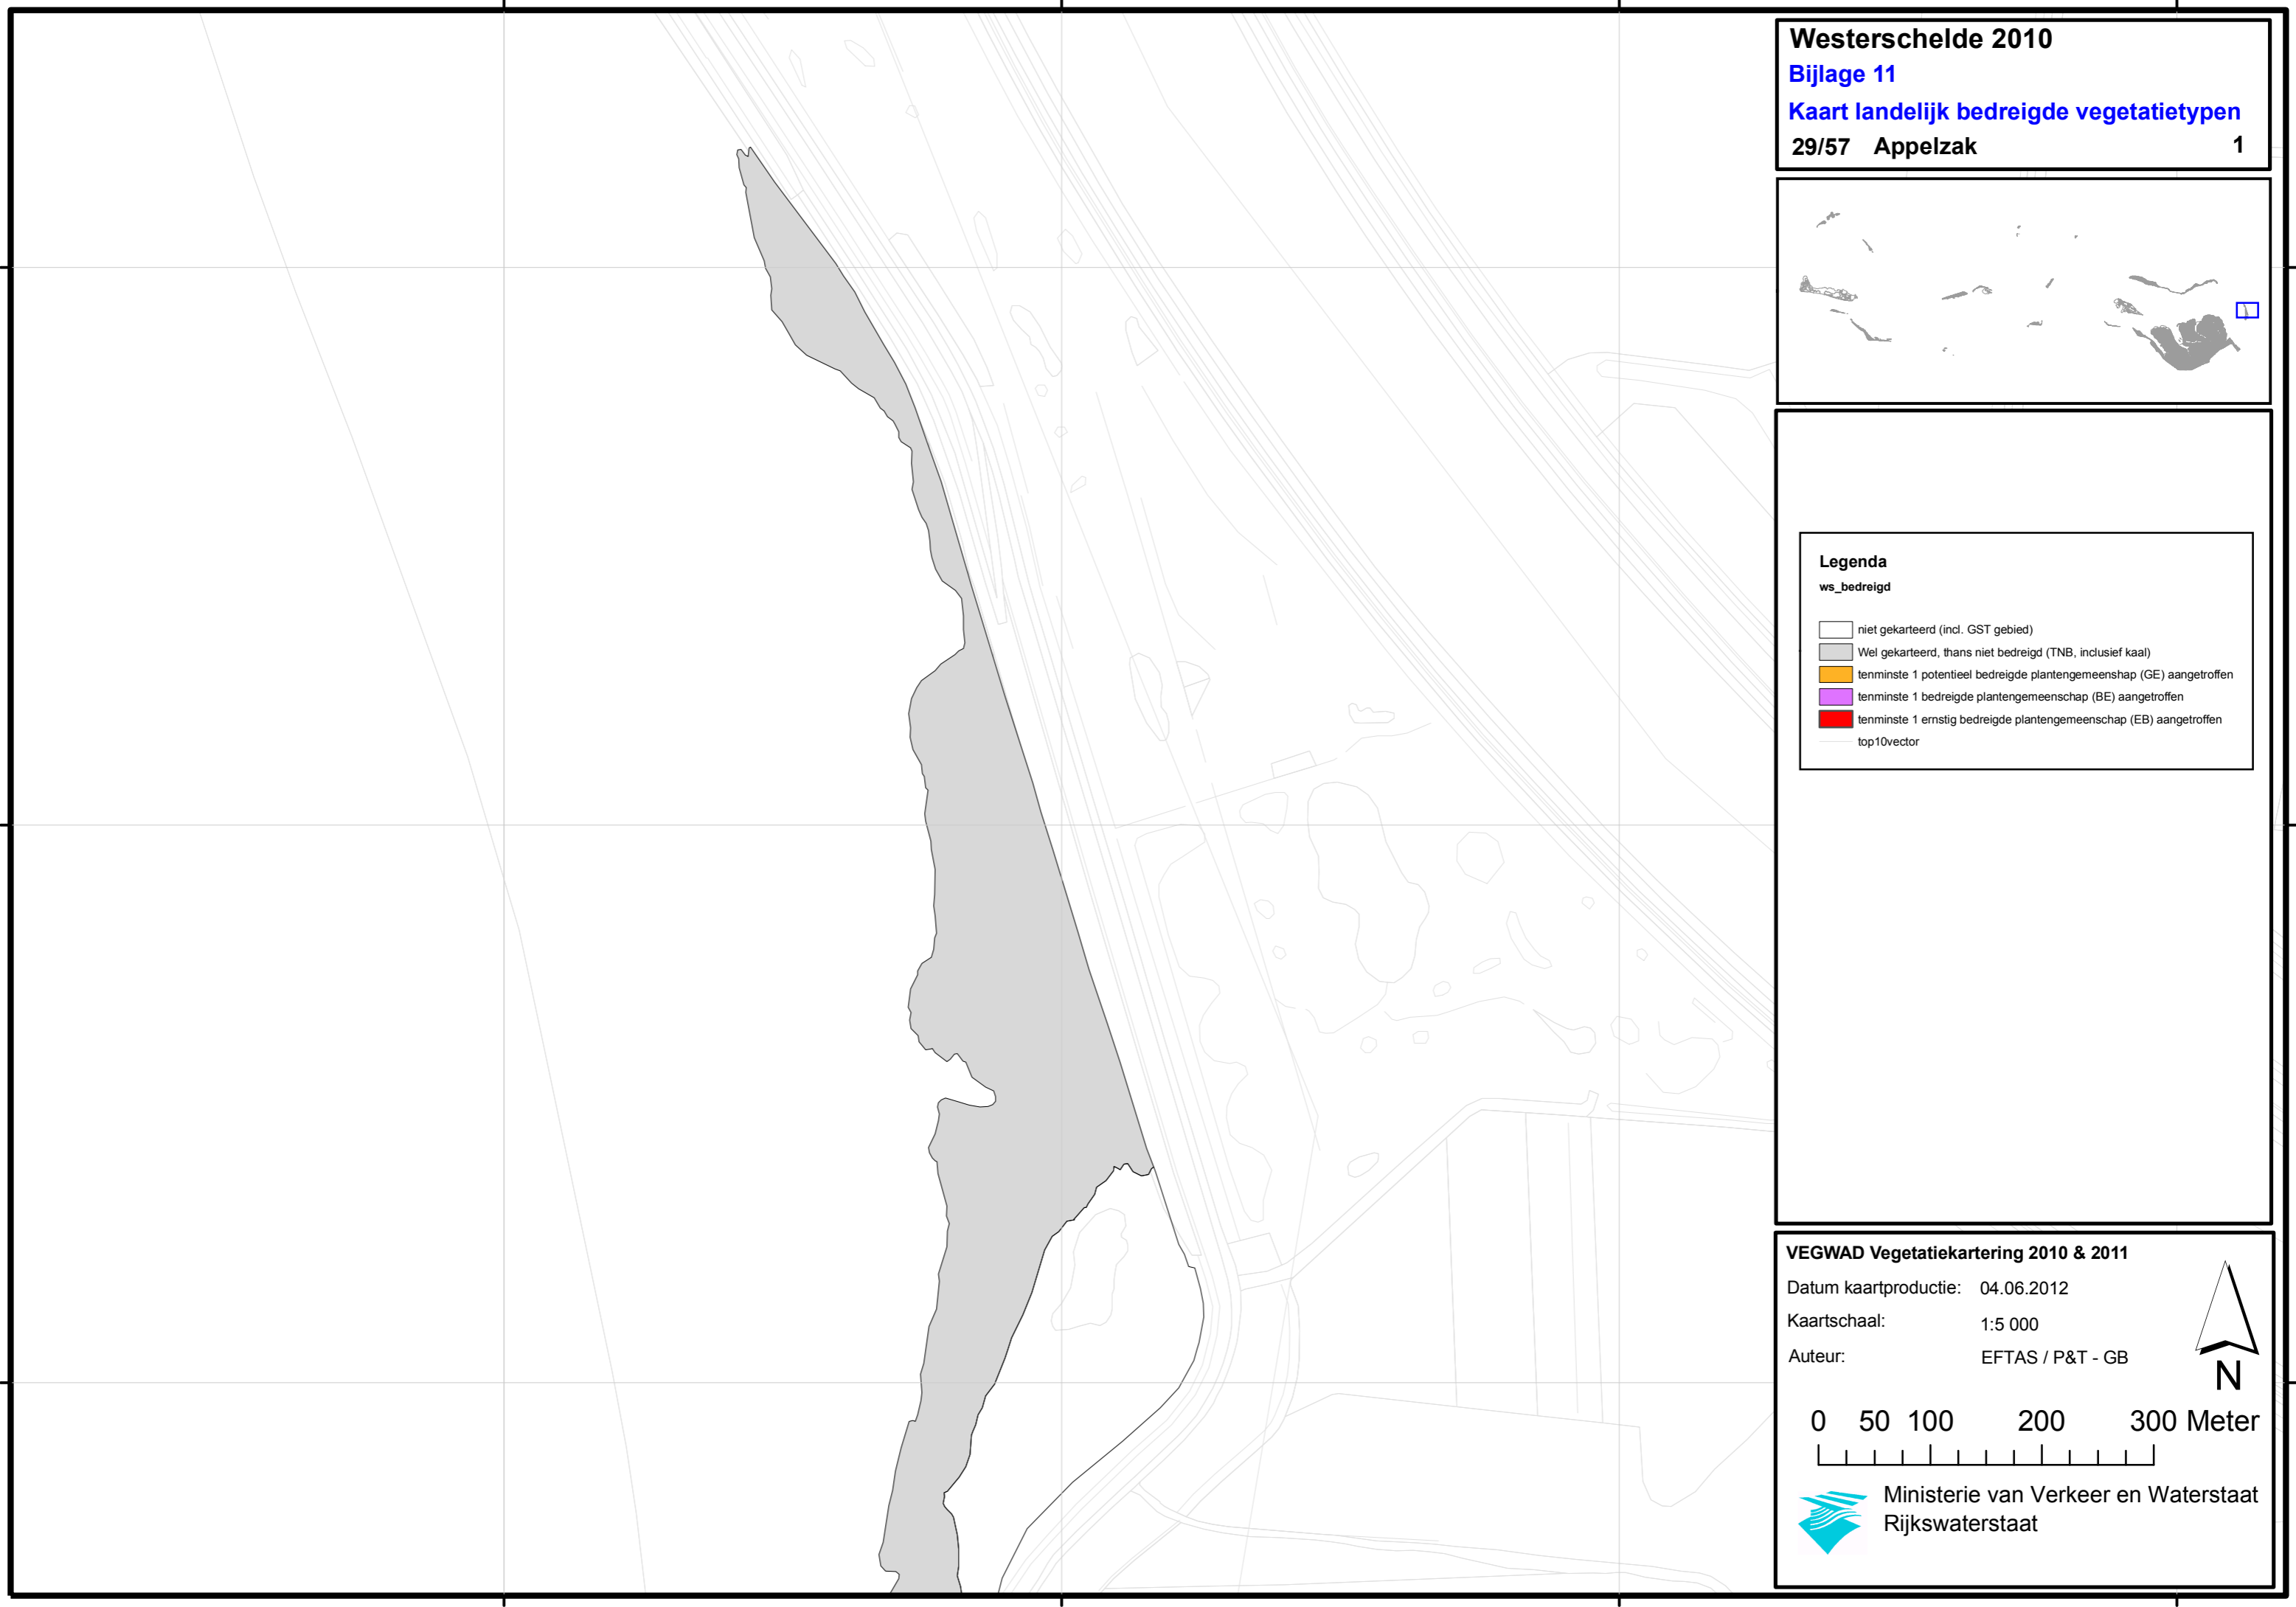 Westerschelde 2010
Bijlage 11
Kaart landelijk bedreigde vegetatietypen
29/57 Appelzak 1
Legenda
ws_bedreigd
niet gekarteerd (incl. GST gebied)
Wel gekarteerd, thans niet bedreigd (TNB, inclusief kaal)
tenminste 1 potentieel bedreigde plantengemeenshap (GE) aangetroffen
tenminste 1 bedreigde plantengemeenschap (BE) aangetroffen
tenminste 1 ernstig bedreigde plantengemeenschap (EB) aangetroffen
top10vector
VEGWAD Vegetatiekartering 2010 & 2011
Datum kaartproductie: 04.06.2012
Kaartschaal: 1:5 000
Auteur: EFTAS / P&T - GB
N
0 50 100 200 300 Meter
Ministerie van Verkeer en Waterstaat
Rijkswaterstaat